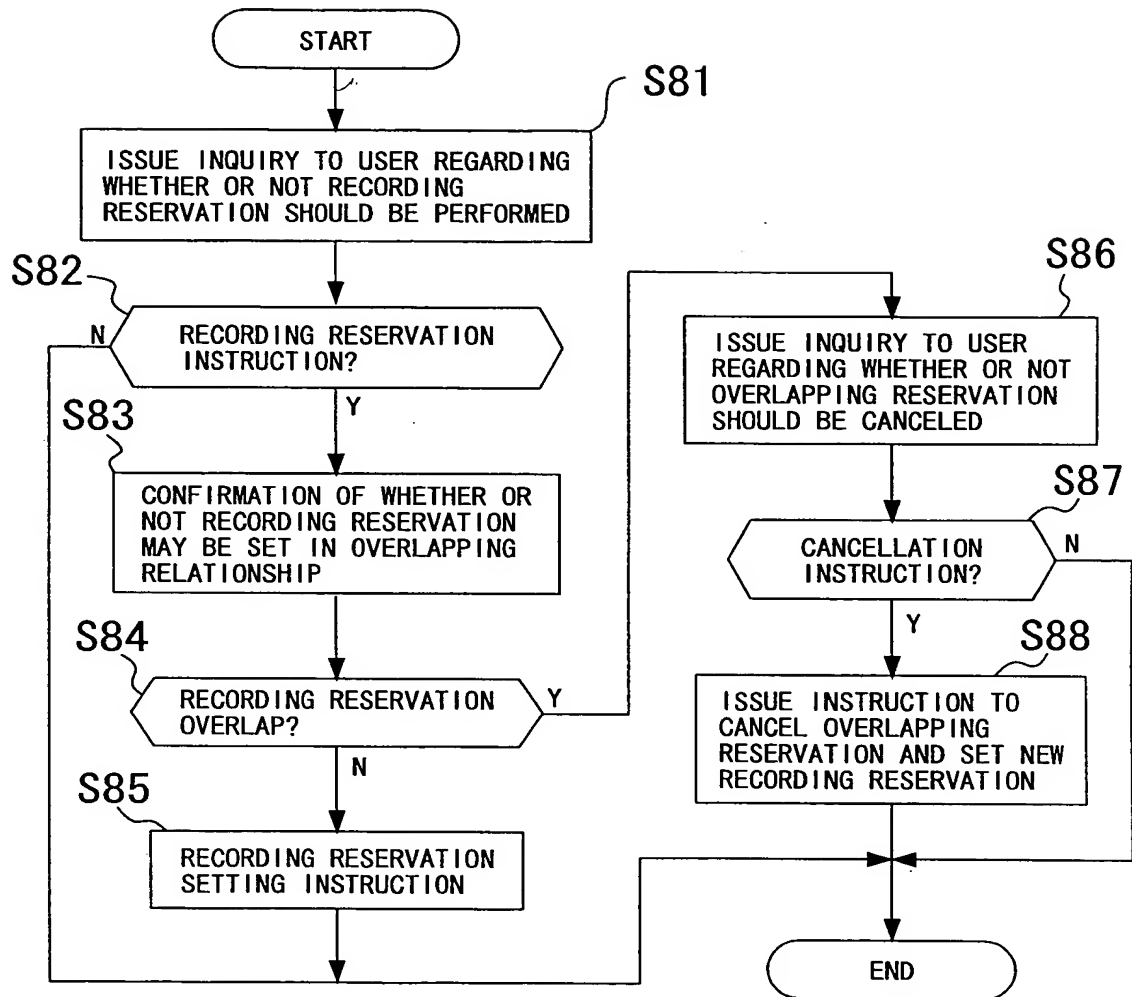 START
S81
ISSUE INQUIRY TO USER REGARDING
WHETHER OR NOT RECORDING
RESERVATION SHOULD BE PERFORMED
S82
N
RECORDING RESERVATION
INSTRUCTION?
Y
S83
CONFIRMATION OF WHETHER OR
NOT RECORDING RESERVATION
MAY BE SET IN OVERLAPPING
RELATIONSHIP
S84
RECORDING RESERVATION
OVERLAP?
Y
N
S85
RECORDING RESERVATION
SETTING INSTRUCTION
S86
ISSUE INQUIRY TO USER
REGARDING WHETHER OR NOT
OVERLAPPING RESERVATION
SHOULD BE CANCELED
S87
CANCELLATION
INSTRUCTION?
N
Y
S88
ISSUE INSTRUCTION TO
CANCEL OVERLAPPING
RESERVATION AND SET NEW
RECORDING RESERVATION
END